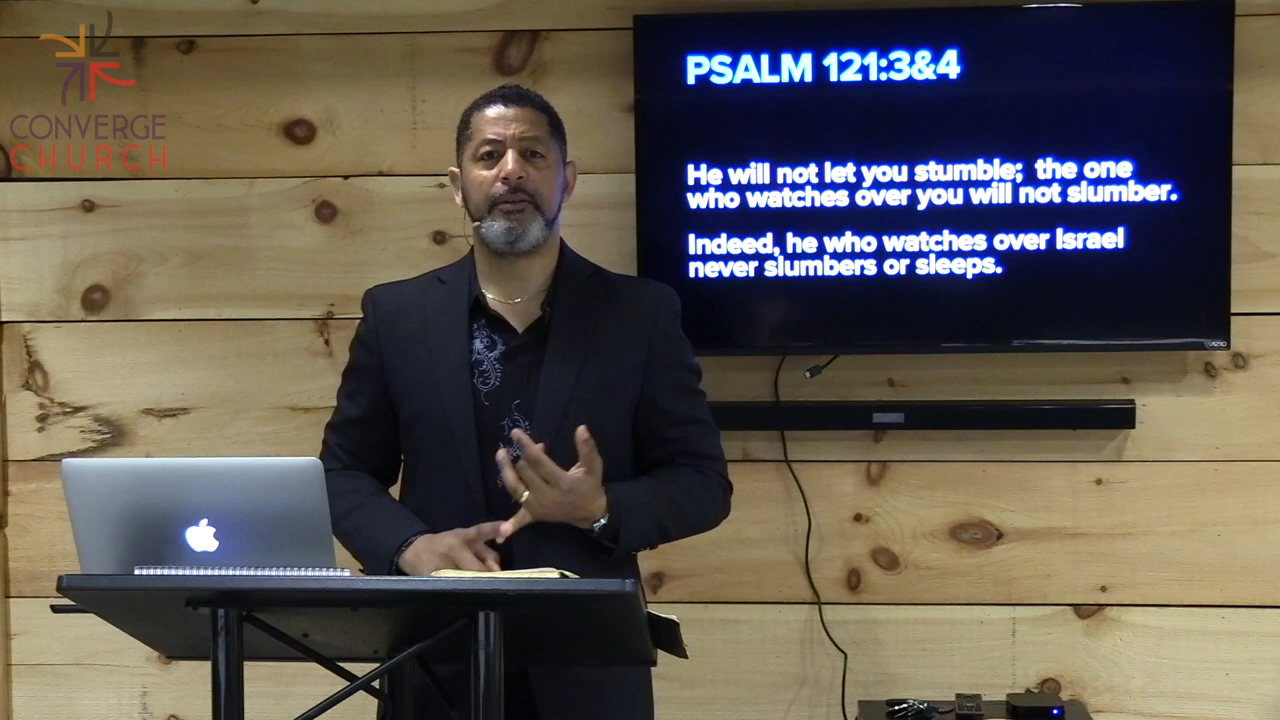 CONVERGE
CHURCH
PSALM 121:3&4
He will not let you stumble;  the one
who watches over you will not slumber.
Indeed, he who watches over Israel
never slumbers or sleeps.
VIZIO